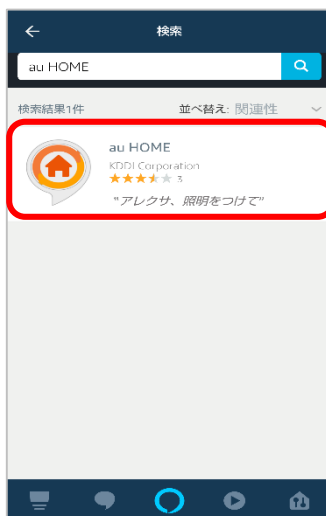 検索
au HOME
検索結果1件 並べ替え: 関連性
au HOME
KDDI Corporation
3
"アレクサ、照明をつけて"